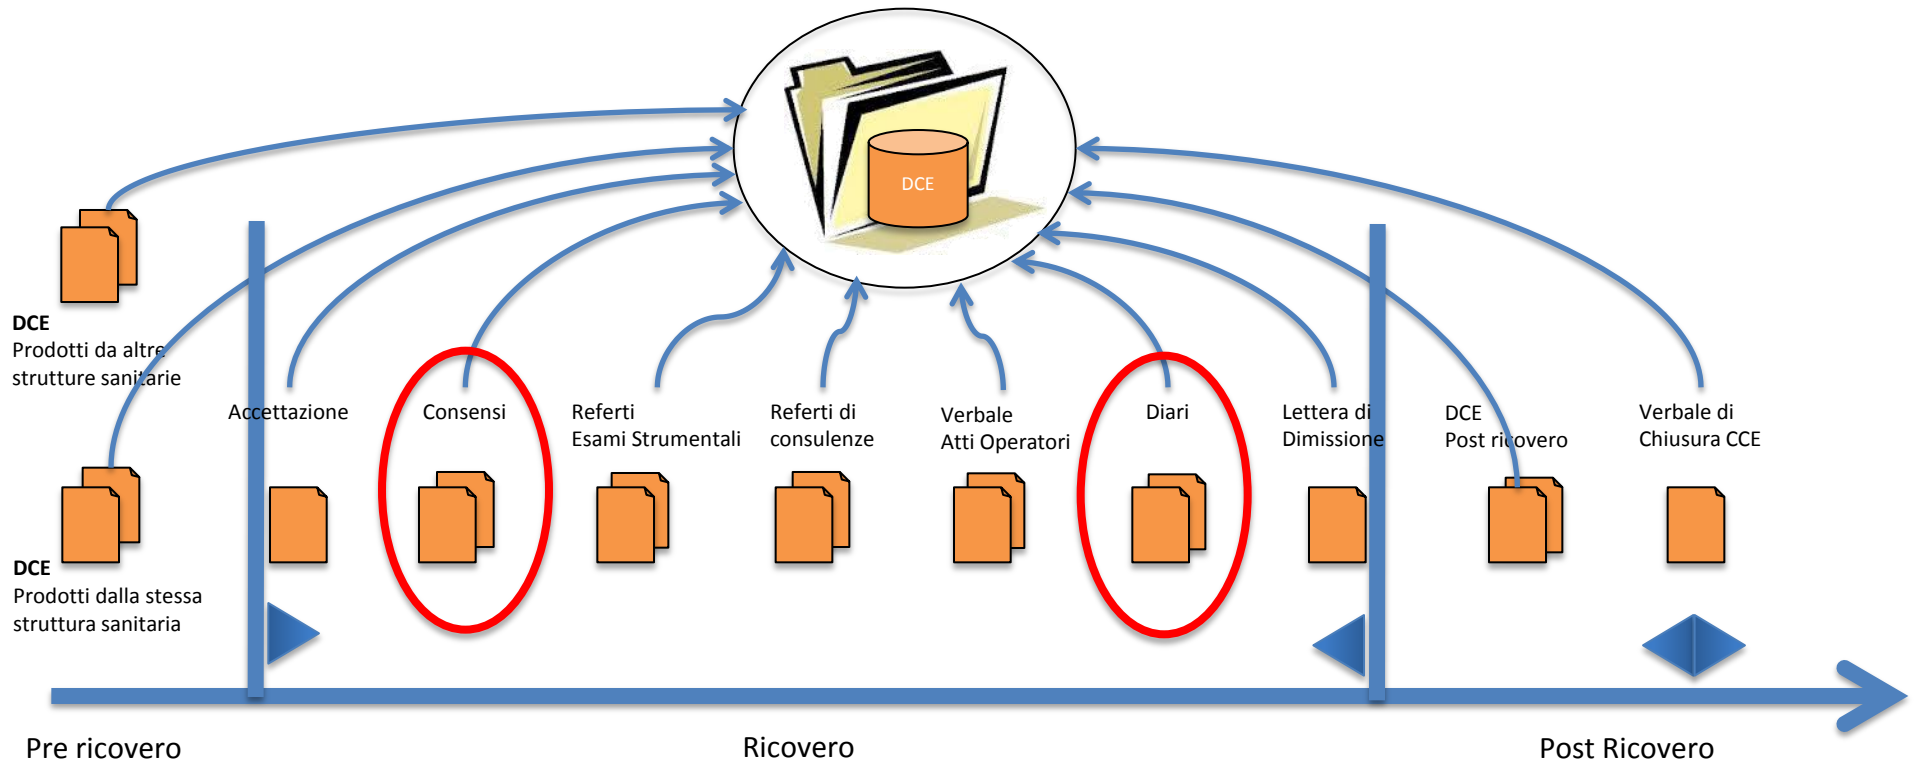 DCE
DCE
Prodotti da altre
strutture sanitarie
Accettazione
Consensi
Referti
Esami Strumentali
Referti di
consulenze
Verbale
Atti Operatori
Diari
Lettera di
Dimissione
DCE
Post ricovero
Verbale di
Chiusura CCE
DCE
Prodotti dalla stessa
struttura sanitaria
Pre ricovero
Ricovero
Post Ricovero